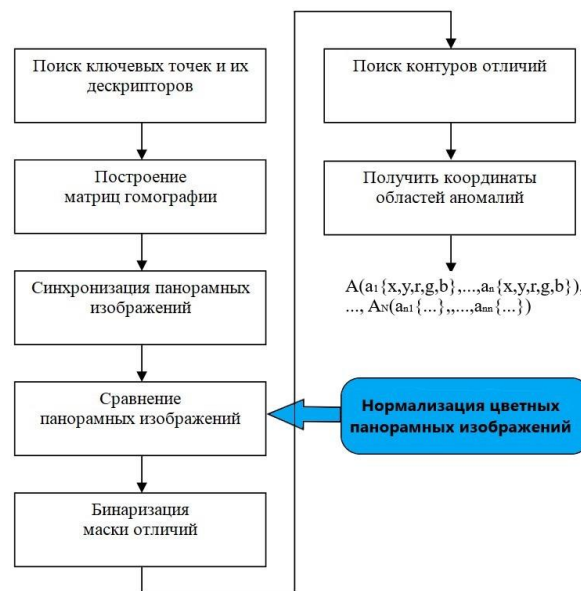 Поиск ключевых точек и их
дескрипторов
Построение
матриц гомографии
Синхронизация панорамных
изображений
Сравнение
панорамных изображений
Бинаризация
маски отличий
Поиск контуров отличий
Получить координаты
областей аномалий
A(a1{x,y,r,g,b},...,an{x,y,r,g,b}),
..., AN(an1{...},,...,ann{...})
Нормализация цветных
панорамных изображений